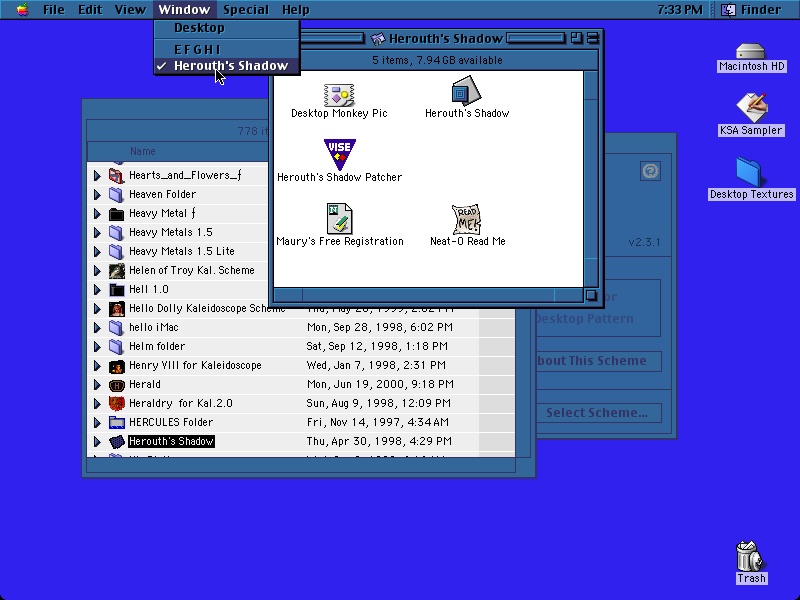 File Edit View Window Special Help 7:33 PM Finder
Desktop
E F G H I
✓ Herouth's Shadow
Herouth's Shadow
5 items, 7.94 GB available
Desktop Monkey Pic
Herouth's Shadow
VISE
Herouth's Shadow Patcher
N
READ ME!
Maury's Free Registration
Neat-O Read Me
778 it
Name
Hearts_and_Flowers_ƒ
Heaven Folder
Heavy Metal ƒ
Heavy Metals 1.5
Heavy Metals 1.5 Lite
Helen of Troy Kal. Scheme
Hell 1.0
Hello Dolly Kaleidoscope Scheme
hello iMac Mon, Sep 28, 1998, 6:02 PM
Helm folder Sat, Sep 12, 1998, 1:18 PM
Henry VIII for Kaleidoscope Wed, Jan 7, 1998, 2:31 PM
Herald Mon, Jun 19, 2000, 9:18 PM
Heraldry for Kal.2.0 Sun, Aug 9, 1998, 12:09 PM
HERCULES Folder Fri, Nov 14, 1997, 4:34 AM
Herouth's Shadow Thu, Apr 30, 1998, 4:29 PM
?
v2.3.1
or
Desktop Pattern
bout This Scheme
Select Scheme...
Macintosh HD
KSA Sampler
Desktop Textures
Trash